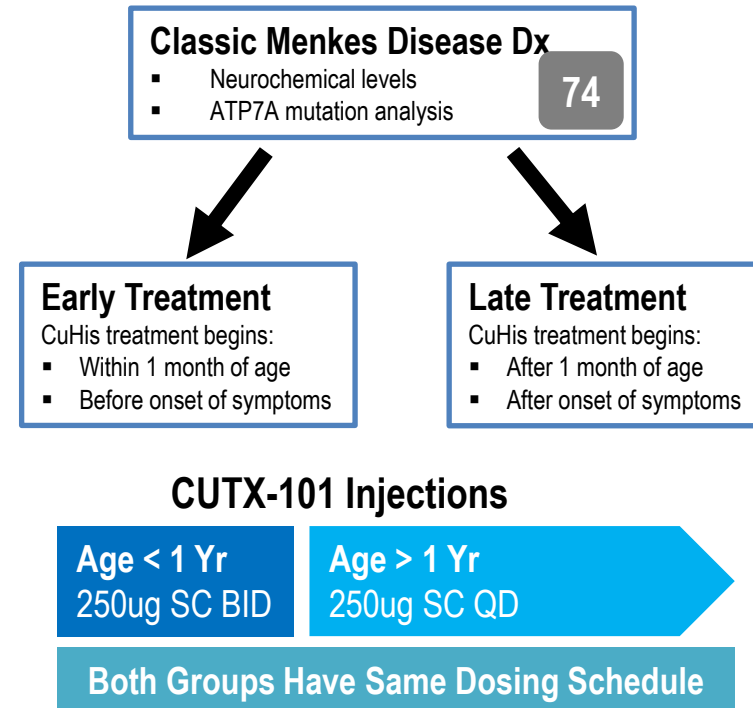 Classic Menkes Disease Dx
▪ Neurochemical levels
▪ ATP7A mutation analysis
74
Early Treatment
CuHis treatment begins:
▪ Within 1 month of age
▪ Before onset of symptoms
Late Treatment
CuHis treatment begins:
▪ After 1 month of age
▪ After onset of symptoms
CUTX-101 Injections
Age < 1 Yr
250ug SC BID
Age > 1 Yr
250ug SC QD
Both Groups Have Same Dosing Schedule